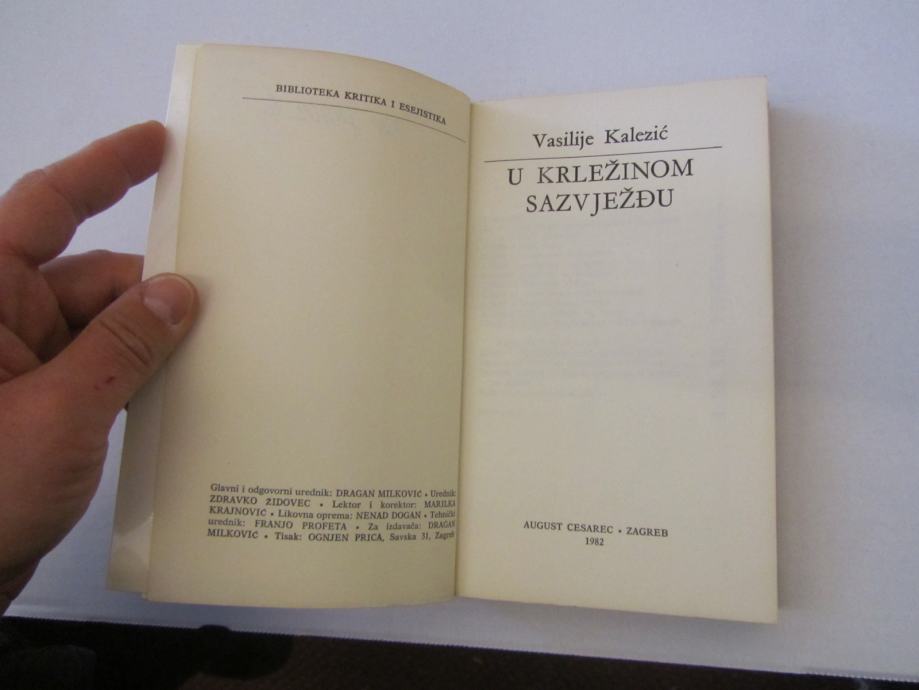 BIBLIOTEKA KRITIKA I ESEJISTIKA
Glavni i odgovorni urednik: DRAGAN MILKOVIĆ • Urednik
ZDRAVKO ŽIDOVEC • Lektor i korektor: MARILKA
KRAJNOVIĆ • Likovna oprema: NENAD DOGAN • Tehnički
urednik: FRANJO PROFETA • Za izdavača: DRAGAN
MILKOVIĆ • Tisak: OGNJEN PRICA, Savska 31, Zagreb
Vasilije Kalezić
U KRLEŽINOM
SAZVJEŽĐU
AUGUST CESAREC • ZAGREB
1982